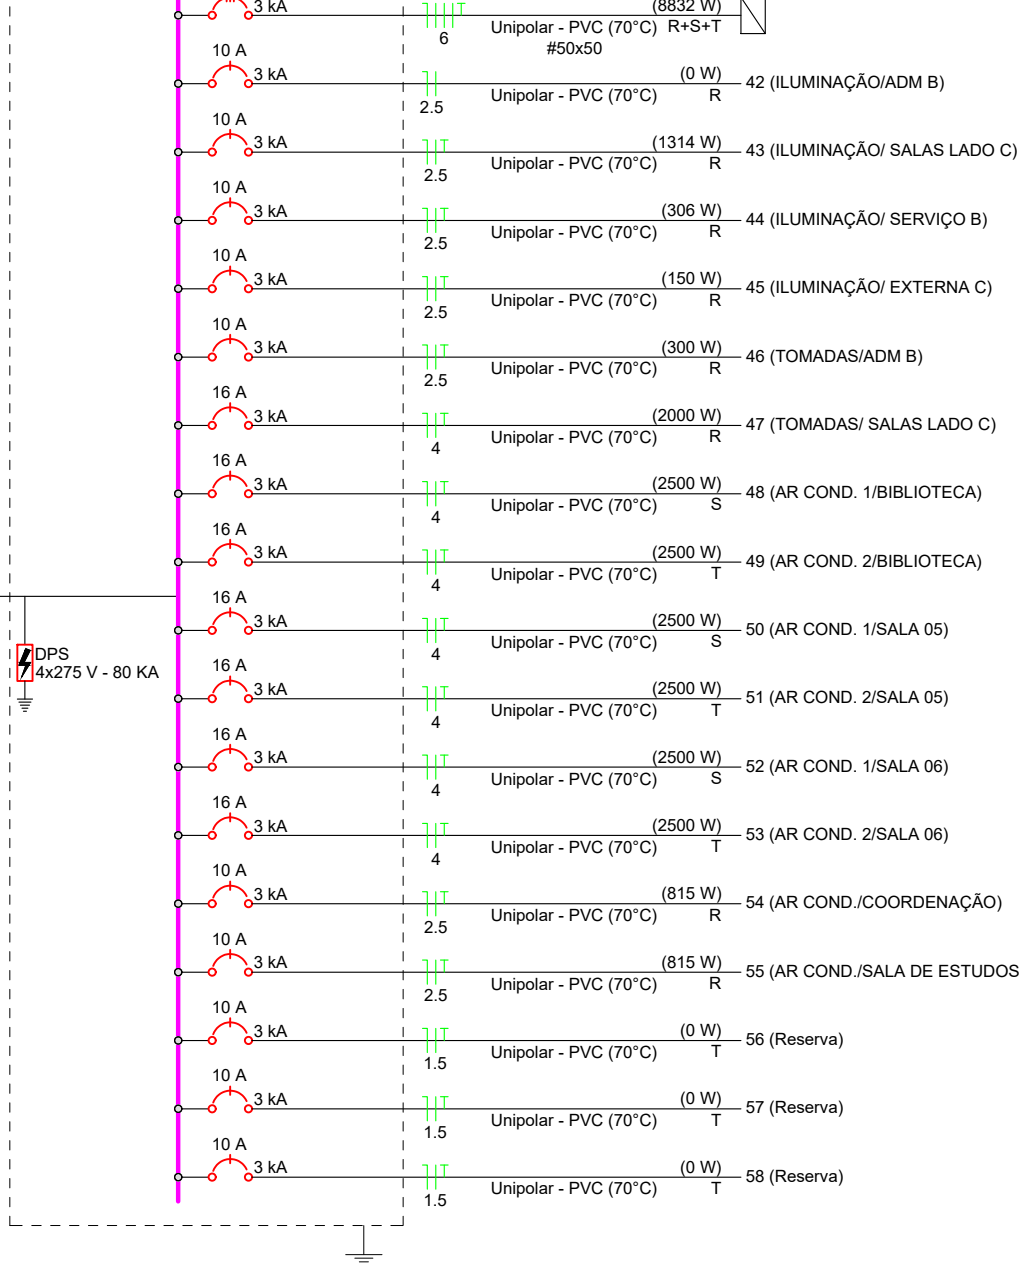 3 kA (8832 W)
6 Unipolar - PVC (70°C) R+S+T
#50x50
10 A
3 kA (0 W) 42 (ILUMINAÇÃO/ADM B)
2.5 Unipolar - PVC (70°C) R
10 A
3 kA (1314 W) 43 (ILUMINAÇÃO/ SALAS LADO C)
2.5 Unipolar - PVC (70°C) R
10 A
3 kA (306 W) 44 (ILUMINAÇÃO/ SERVIÇO B)
2.5 Unipolar - PVC (70°C) R
10 A
3 kA (150 W) 45 (ILUMINAÇÃO/ EXTERNA C)
2.5 Unipolar - PVC (70°C) R
10 A
3 kA (300 W) 46 (TOMADAS/ADM B)
2.5 Unipolar - PVC (70°C) R
16 A
3 kA (2000 W) 47 (TOMADAS/ SALAS LADO C)
4 Unipolar - PVC (70°C) R
16 A
3 kA (2500 W) 48 (AR COND. 1/BIBLIOTECA)
4 Unipolar - PVC (70°C) S
16 A
3 kA (2500 W) 49 (AR COND. 2/BIBLIOTECA)
4 Unipolar - PVC (70°C) T
16 A
3 kA (2500 W) 50 (AR COND. 1/SALA 05)
4 Unipolar - PVC (70°C) S
DPS
4x275 V - 80 KA
16 A
3 kA (2500 W) 51 (AR COND. 2/SALA 05)
4 Unipolar - PVC (70°C) T
16 A
3 kA (2500 W) 52 (AR COND. 1/SALA 06)
4 Unipolar - PVC (70°C) S
16 A
3 kA (2500 W) 53 (AR COND. 2/SALA 06)
4 Unipolar - PVC (70°C) T
10 A
3 kA (815 W) 54 (AR COND./COORDENAÇÃO)
2.5 Unipolar - PVC (70°C) R
10 A
3 kA (815 W) 55 (AR COND./SALA DE ESTUDOS
2.5 Unipolar - PVC (70°C) R
10 A
3 kA (0 W) 56 (Reserva)
1.5 Unipolar - PVC (70°C) T
10 A
3 kA (0 W) 57 (Reserva)
1.5 Unipolar - PVC (70°C) T
10 A
3 kA (0 W) 58 (Reserva)
1.5 Unipolar - PVC (70°C) T